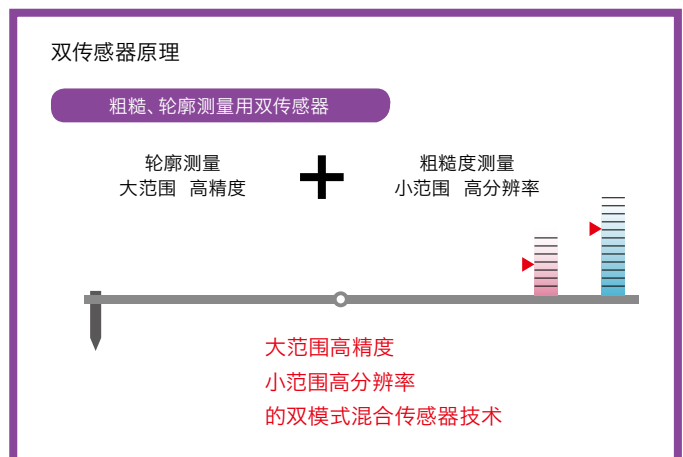 双传感器原理
粗糙、轮廓测量用双传感器
轮廓测量
大范围 高精度
+
粗糙度测量
小范围 高分辨率
大范围高精度
小范围高分辨率
的双模式混合传感器技术